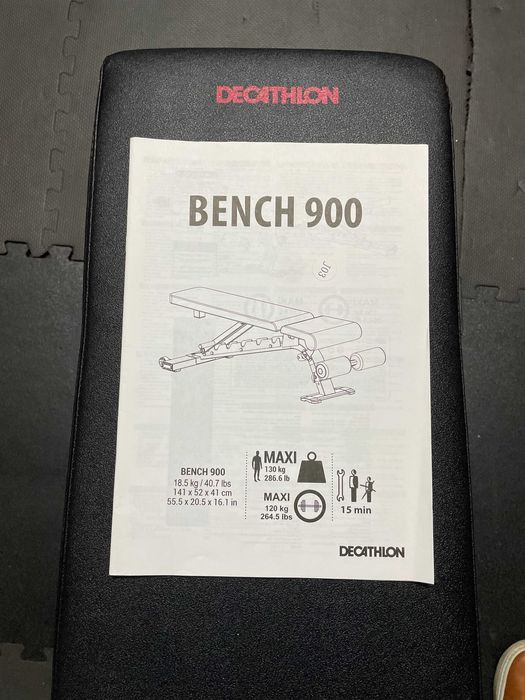 DECATHLON
BENCH 900
J03
BENCH 900
18.5 kg / 40.7 lbs
141 x 52 x 41 cm
55.5 x 20.5 x 16.1 in
MAXI
130 kg
286.6 lb
MAXI
120 kg
264.5 lbs
15 min
DECATHLON